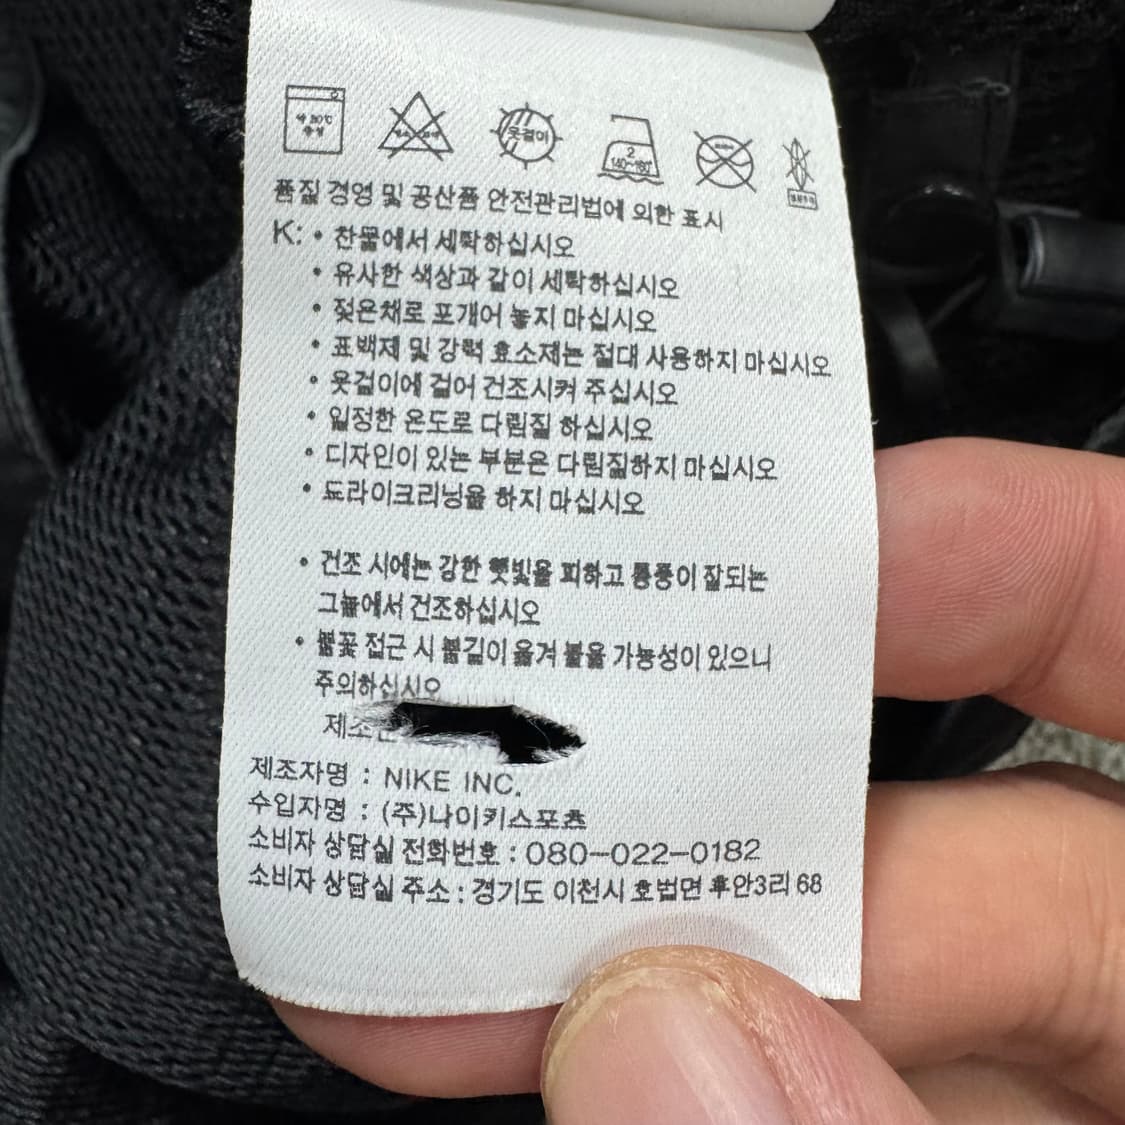 옷걸이
2
140~160°
품질 경영 및 공산품 안전관리법에 의한 표시
K: • 찬물에서 세탁하십시오
• 유사한 색상과 같이 세탁하십시오
• 젖은채로 포개어 놓지 마십시오
• 표백제 및 강력 효소제는 절대 사용하지 마십시오
• 옷걸이에 걸어 건조시켜 주십시오
• 일정한 온도로 다림질 하십시오
• 디자인이 있는 부분은 다림질하지 마십시오
• 드라이크리닝을 하지 마십시오
• 건조 시에는 강한 햇빛을 피하고 통풍이 잘되는
그늘에서 건조하십시오
• 불꽃 접근 시 불길이 옮겨 붙을 가능성이 있으니
주의하십시오
제조
제조자명 : NIKE INC.
수입자명 : (주)나이키스포츠
소비자 상담실 전화번호 : 080-022-0182
소비자 상담실 주소 : 경기도 이천시 호법면 후안3리 68